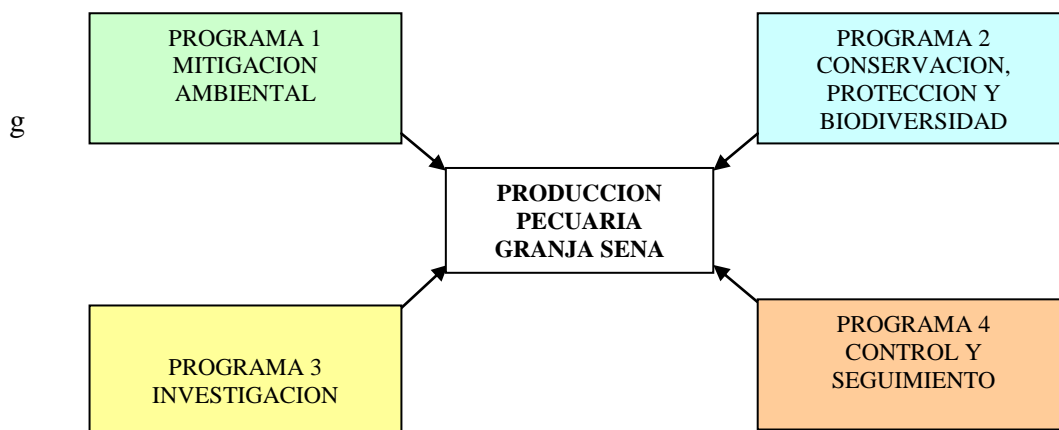 PROGRAMA 1
MITIGACION
AMBIENTAL
PROGRAMA 2
CONSERVACION,
PROTECCION Y
BIODIVERSIDAD
g
PRODUCCION
PECUARIA
GRANJA SENA
PROGRAMA 3
INVESTIGACION
PROGRAMA 4
CONTROL Y
SEGUIMIENTO